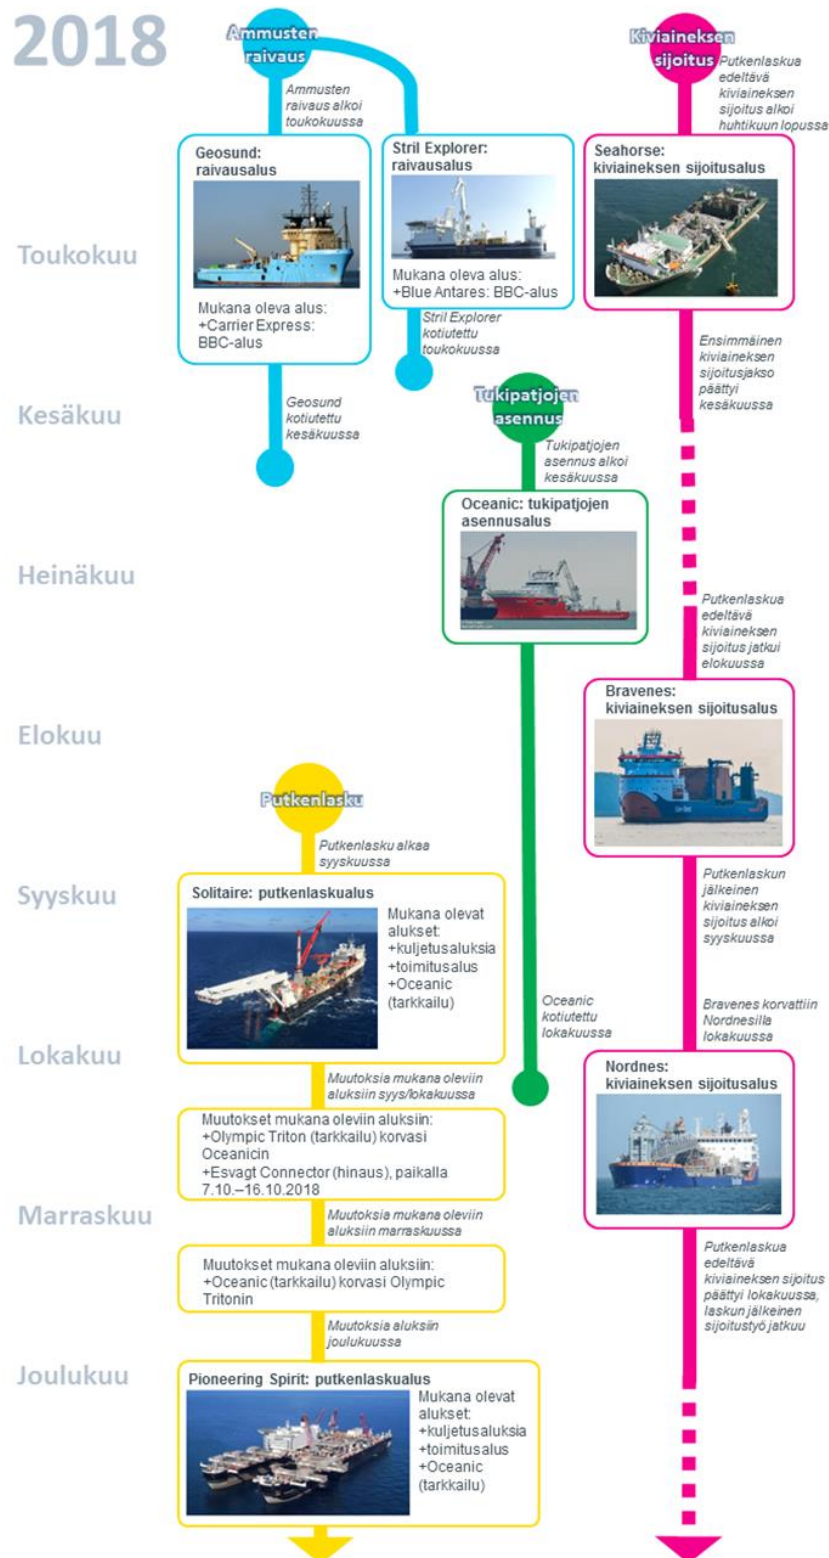 2018
Ammusten
raivaus
Ammusten
raivaus alkoi
toukokuussa
Kiviaineksen
sijoitus
Putkenlaskua
edeltävä
kiviaineksen
sijoitus alkoi
huhtikuun lopussa
Toukokuu
Geosund:
raivausalus
Mukana oleva alus:
+Carrier Express:
BBC-alus
Stril Explorer:
raivausalus
Mukana oleva alus:
+Blue Antares: BBC-alus
Stril Explorer
kotiutettu
toukokuussa
Seahorse:
kiviaineksen sijoitusalus
Ensimmäinen
kiviaineksen
sijoitusjakso
päättyi
kesäkuussa
Kesäkuu
Geosund
kotiutettu
kesäkuussa
Tukipatjojen
asennus
Tukipatjojen
asennus alkoi
kesäkuussa
Oceanic: tukipatjojen
asennusalus
Heinäkuu
Putkenlaskua
edeltävä
kiviaineksen
sijoitus jatkui
elokuussa
Bravenes:
kiviaineksen sijoitusalus
Elokuu
Putkenlasku
Putkenlasku alkaa
syyskuussa
Syyskuu
Solitaire: putkenlaskualus
Mukana olevat
alukset:
+kuljetusaluksia
+toimitusalus
+Oceanic
(tarkkailu)
Putkenlaskun
jälkeinen
kiviaineksen
sijoitus alkoi
syyskuussa
Oceanic
kotiutettu
lokakuussa
Bravenes korvattiin
Nordnesilla
lokakuussa
Lokakuu
Muutoksia mukana oleviin
aluksiin syys/lokakuussa
Muutokset mukana oleviin aluksiin:
+Olympic Triton (tarkkailu) korvasi
Oceanicin
+Esvagt Connector (hinaus), paikalla
7.10.–16.10.2018
Nordnes:
kiviaineksen sijoitusalus
Marraskuu
Muutoksia mukana oleviin
aluksiin marraskuussa
Muutokset mukana oleviin aluksiin:
+Oceanic (tarkkailu) korvasi Olympic
Tritonin
Putkenlaskua
edeltävä
kiviaineksen sijoitus
päättyi lokakuussa,
laskun jälkeinen
sijoitustyö jatkuu
Muutoksia aluksiin
joulukuussa
Joulukuu
Pioneering Spirit: putkenlaskualus
Mukana olevat
alukset:
+kuljetusaluksia
+toimitusalus
+Oceanic
(tarkkailu)